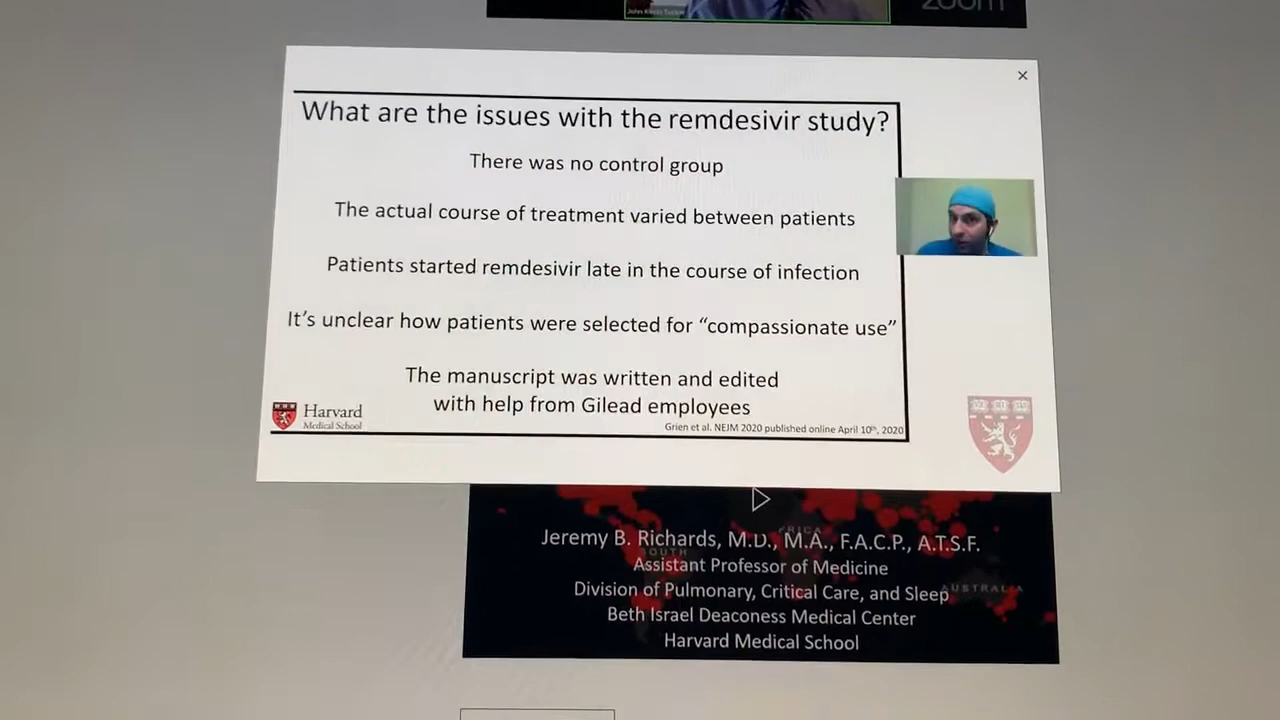 zoom
What are the issues with the remdesivir study?
There was no control group
The actual course of treatment varied between patients
Patients started remdesivir late in the course of infection
It's unclear how patients were selected for “compassionate use”
The manuscript was written and edited
with help from Gilead employees
Harvard
Medical School
Grien et al. NEJM 2020 published online April 10th, 2020
Jeremy B. Richards, M.D., M.A., F.A.C.P., A.T.S.F.
SOUTH
Assistant Professor of Medicine
Division of Pulmonary, Critical Care, and Sleep
AUSTRALIA
Beth Israel Deaconess Medical Center
Harvard Medical School